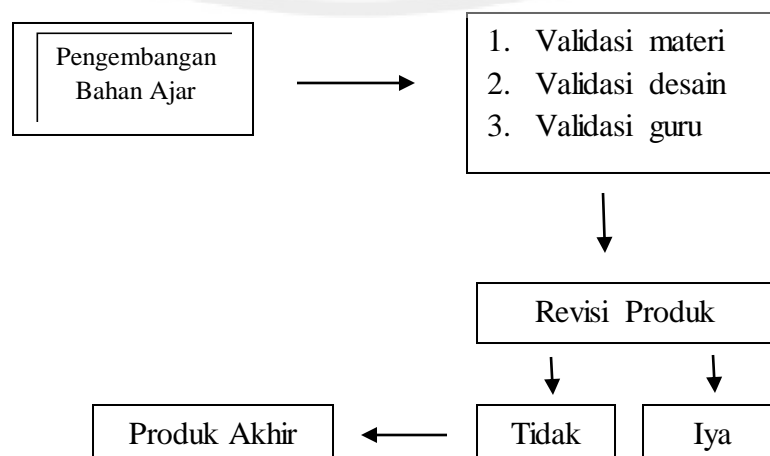 Pengembangan
Bahan Ajar
1. Validasi materi
2. Validasi desain
3. Validasi guru
Revisi Produk
Produk Akhir
Tidak
Iya